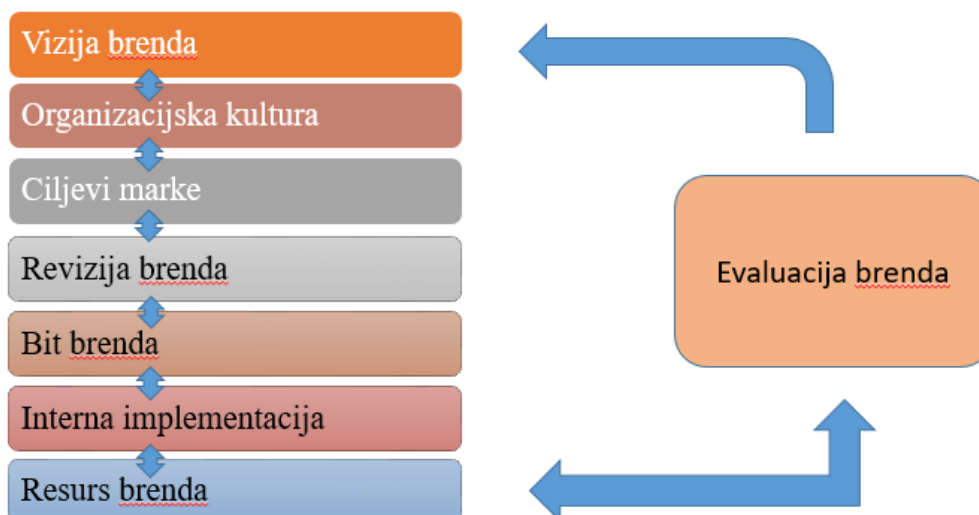 Vizija brenda
Organizacijska kultura
Ciljevi marke
Revizija brenda
Bit brenda
Interna implementacija
Resurs brenda
Evaluacija brenda